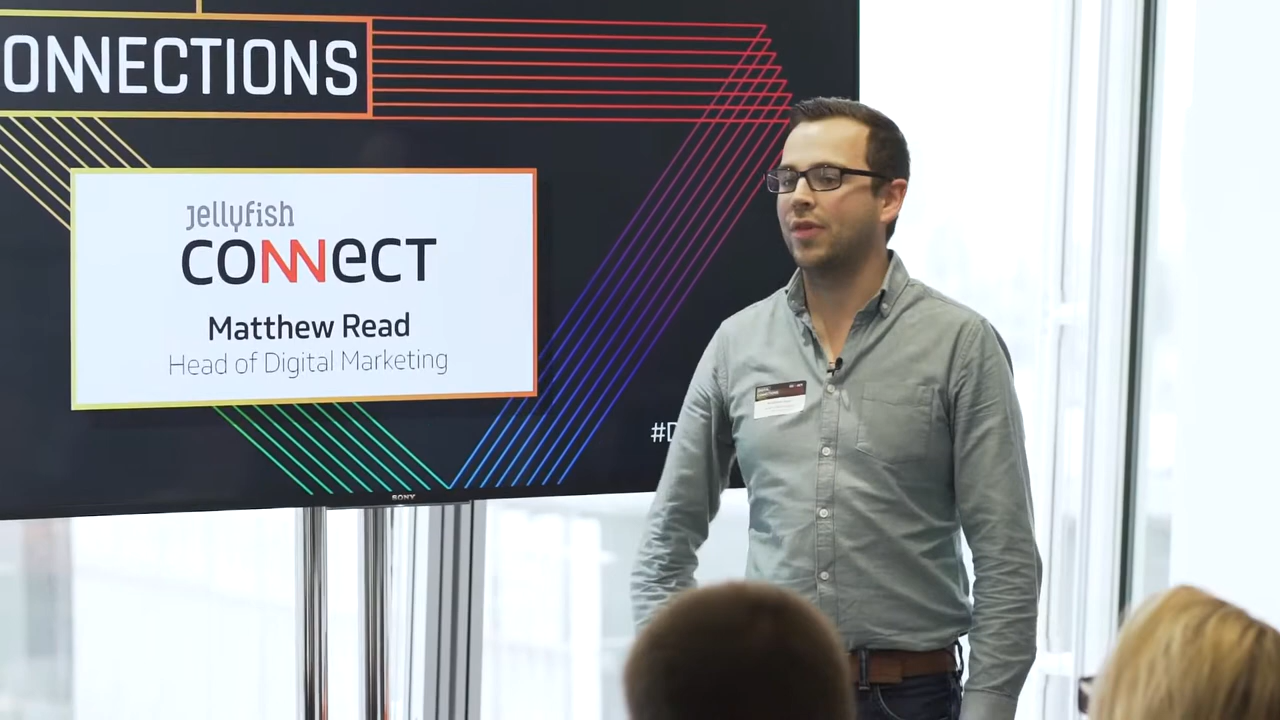 ONNECTIONS
jellyfish
CONNECT
Matthew Read
Head of Digital Marketing
#D
SONY